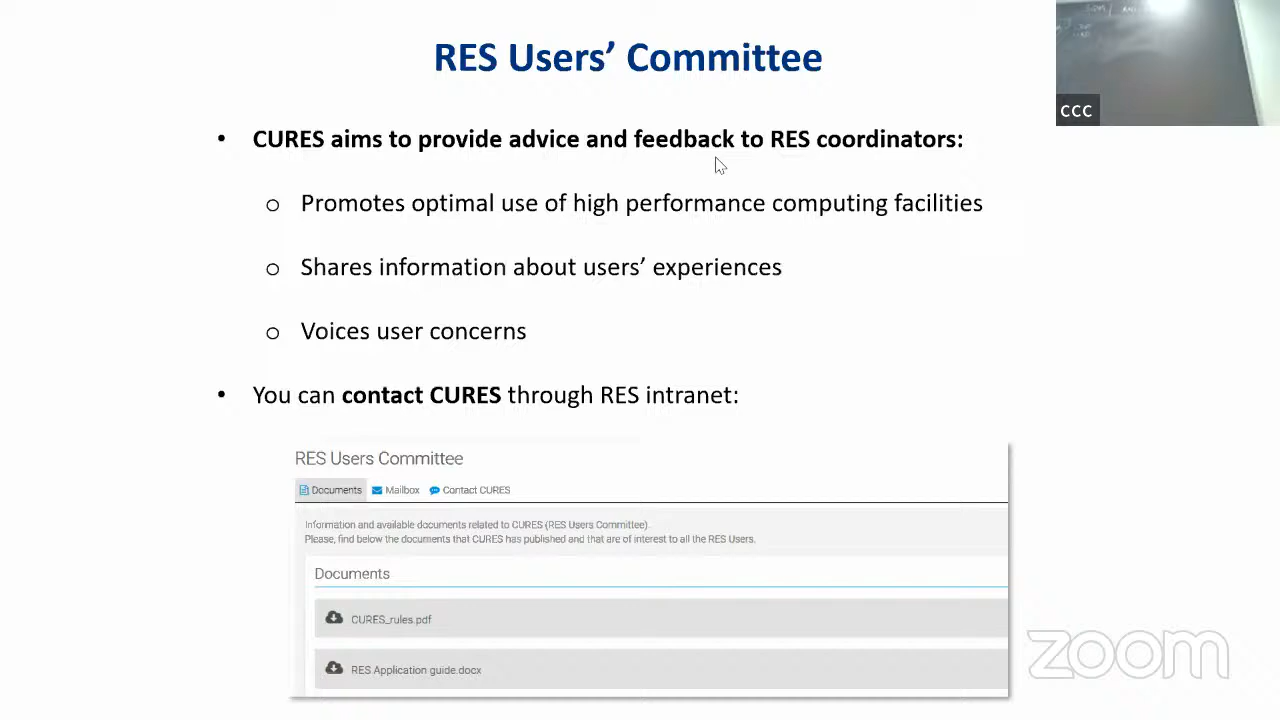 RES Users’ Committee
CCC
• CURES aims to provide advice and feedback to RES coordinators:
o Promotes optimal use of high performance computing facilities
o Shares information about users’ experiences
o Voices user concerns
• You can contact CURES through RES intranet:
RES Users Committee
Documents Mailbox Contact CURES
Information and available documents related to CURES (RES Users Committee).
Please, find below the documents that CURES has published and that are of interest to all the RES Users.
Documents
CURES_rules.pdf
RES Application guide.docx
zoom